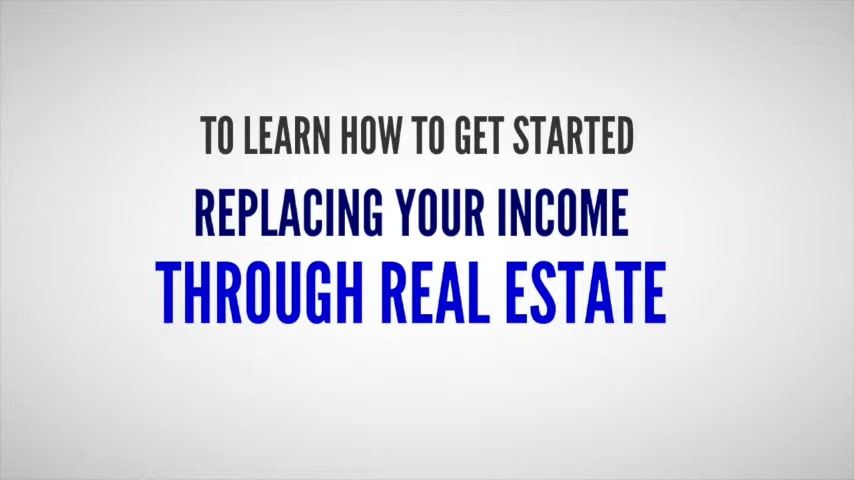 TO LEARN HOW TO GET STARTED
REPLACING YOUR INCOME
THROUGH REAL ESTATE